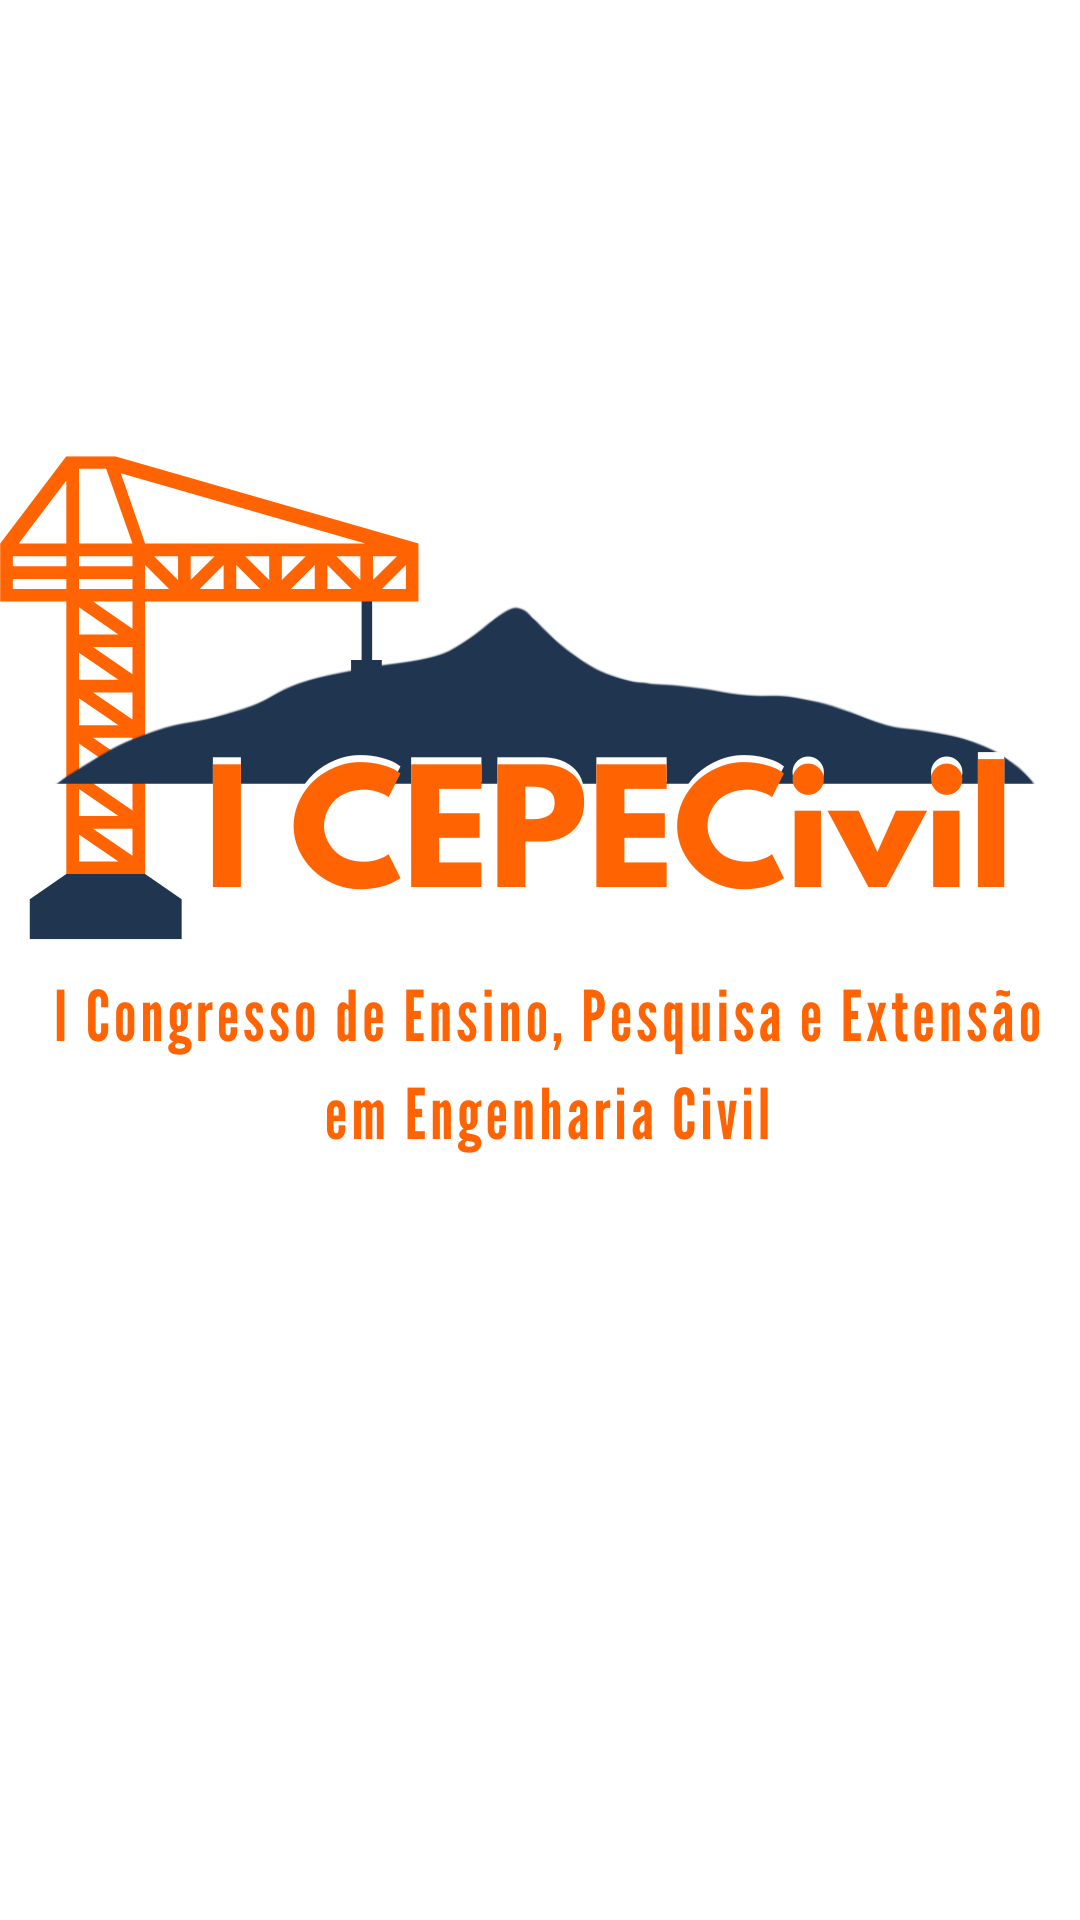 I CEPECivil
I Congresso de Ensino, Pesquisa e Extensão
em Engenharia Civil